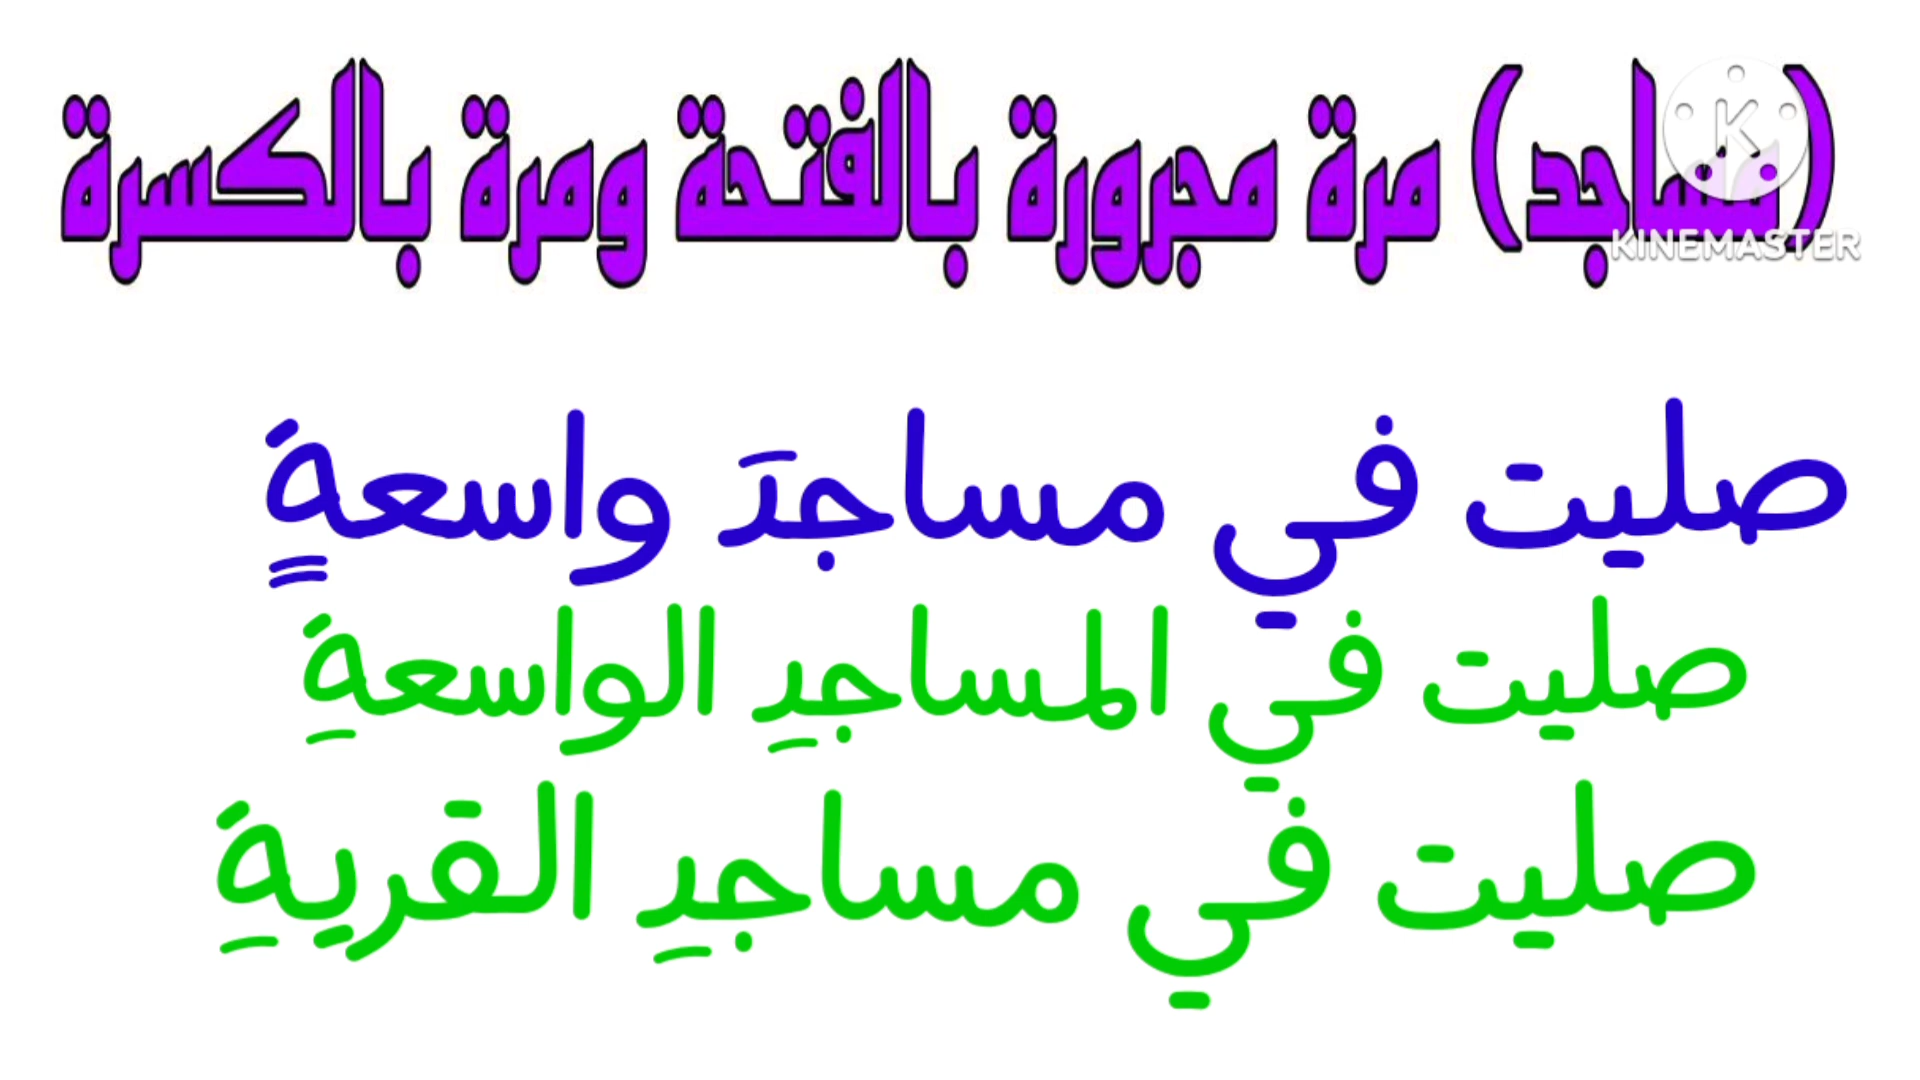 (مساجد) مرة مجرورة بالفتحة ومرة بالكسرة
KINEMASTER
صليت في مساجدَ واسعةٍ
صليت في المساجدِ الواسعةِ
صليت في مساجدِ القريةِ